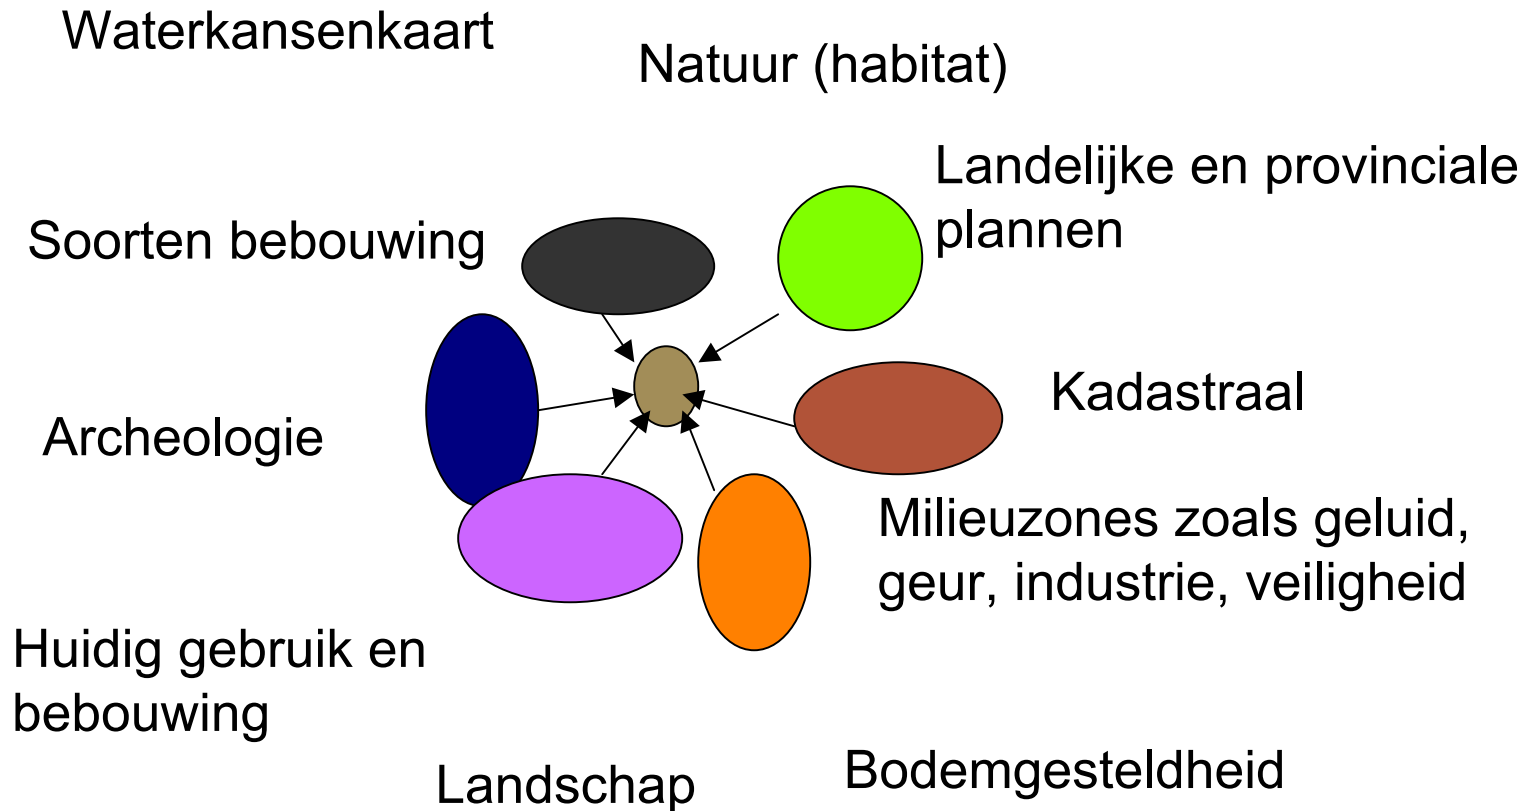 Waterkansenkaart
Natuur (habitat)
Landelijke en provinciale
plannen
Soorten bebouwing
Kadastraal
Archeologie
Milieuzones zoals geluid,
geur, industrie, veiligheid
Huidig gebruik en
bebouwing
Bodemgesteldheid
Landschap